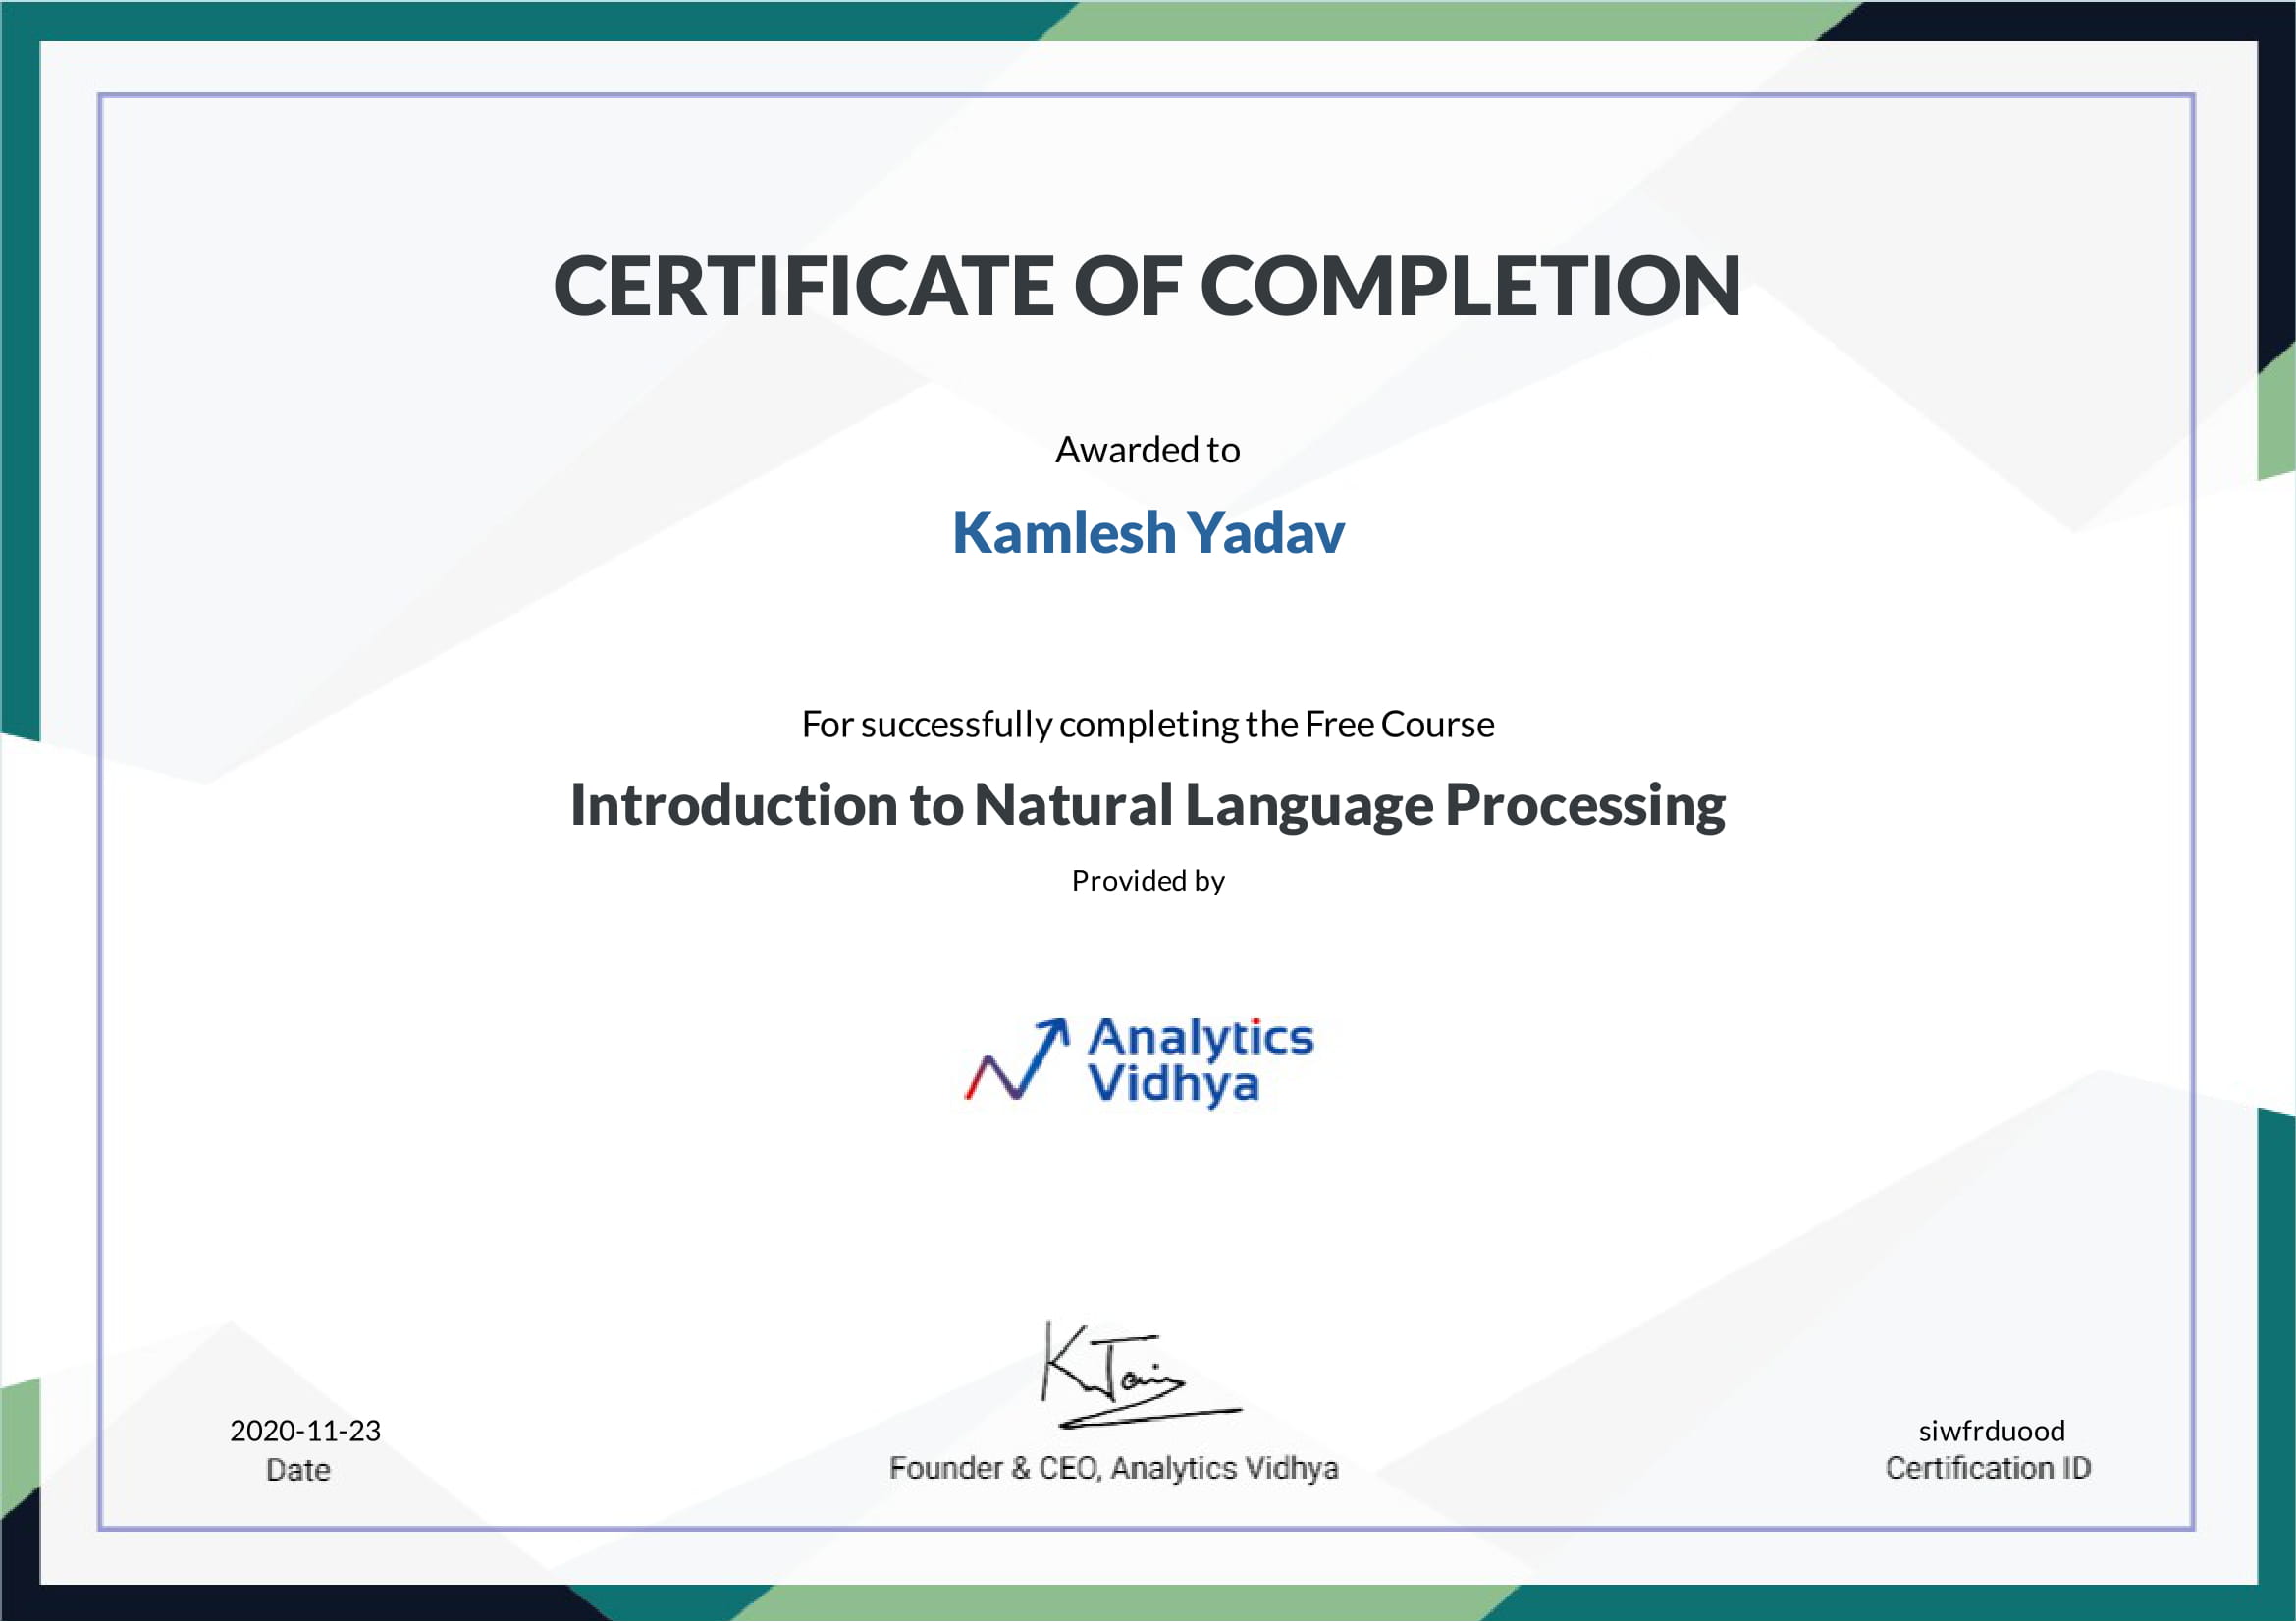 CERTIFICATE OF COMPLETION
Awarded to
Kamlesh Yadav
For successfully completing the Free Course
Introduction to Natural Language Processing
Provided by
Analytics
Vidhya
KJain
2020-11-23
Date
Founder & CEO, Analytics Vidhya
siwfrduood
Certification ID